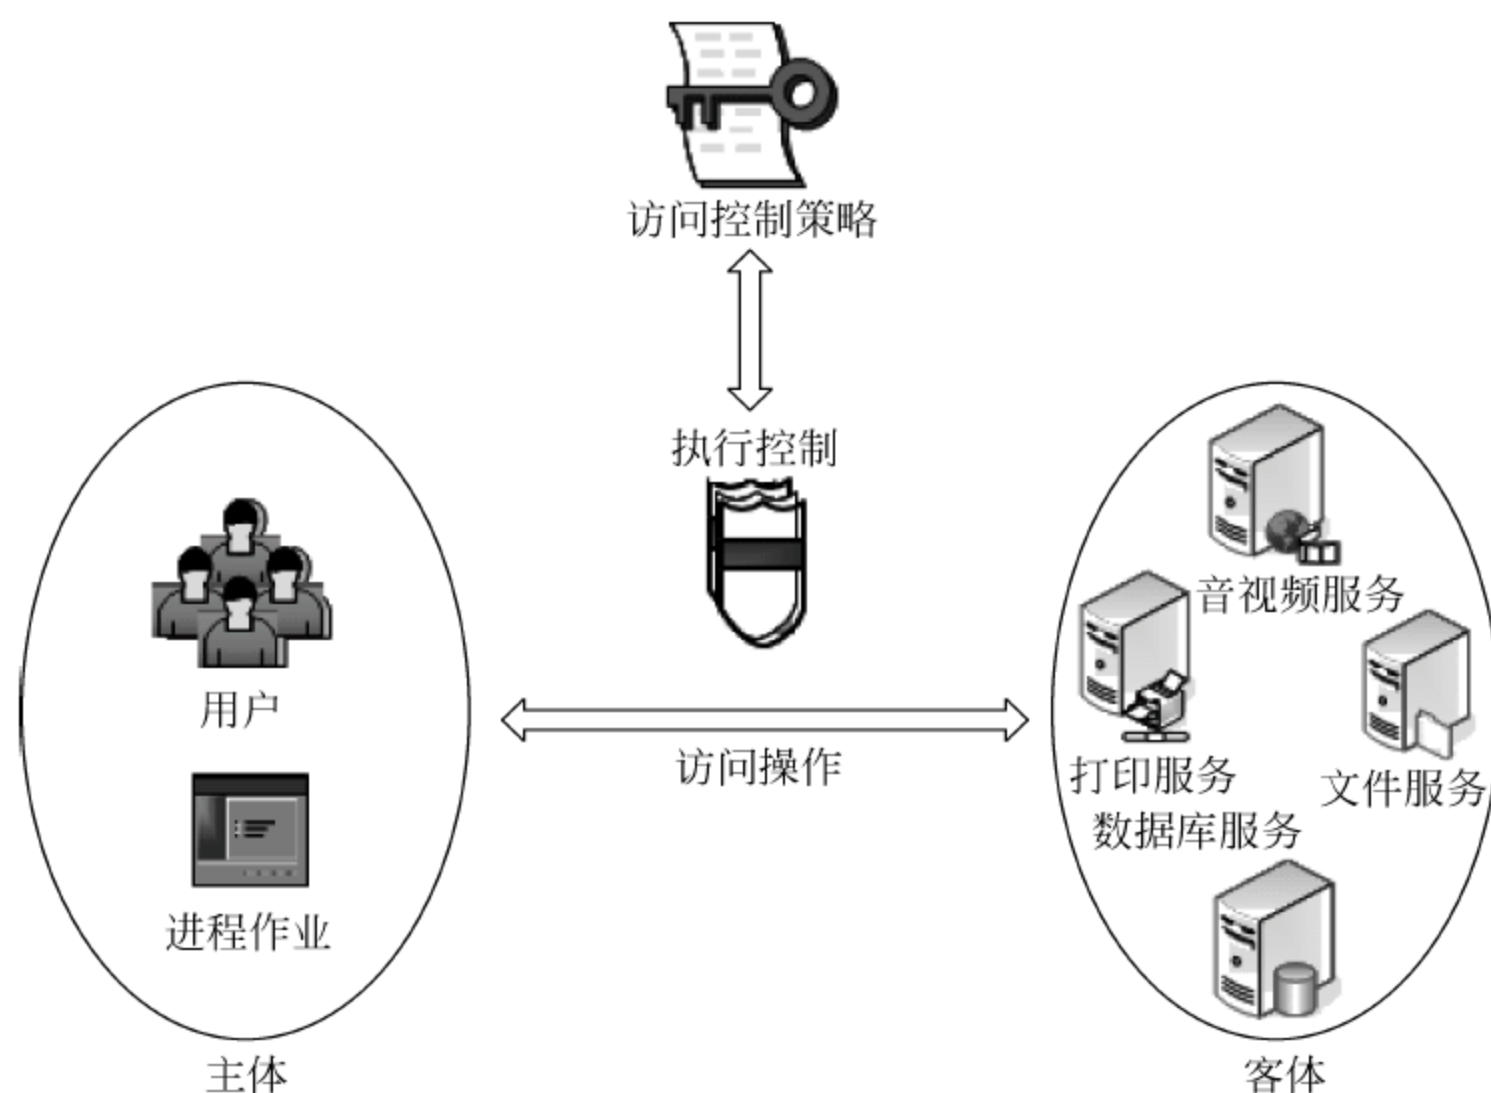 访问控制策略
执行控制
音视频服务
用户
访问操作
打印服务
文件服务
数据库服务
进程作业
主体
客体